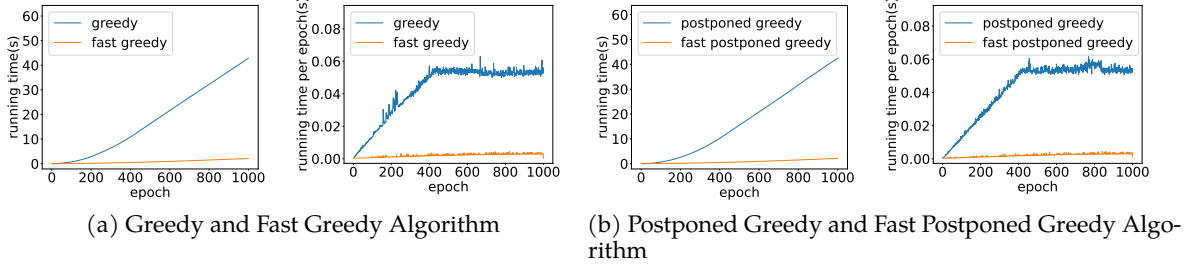 running time(s)
60
50
40
30
20
10
0
greedy
fast greedy
0 200 400 600 800 1000
epoch
running time per epoch(s)
0.08
0.06
0.04
0.02
0.00
greedy
fast greedy
0 200 400 600 800 1000
epoch
(a) Greedy and Fast Greedy Algorithm
running time(s)
60
50
40
30
20
10
0
postponed greedy
fast postponed greedy
0 200 400 600 800 1000
epoch
running time per epoch(s)
0.08
0.06
0.04
0.02
0.00
postponed greedy
fast postponed greedy
0 200 400 600 800 1000
epoch
(b) Postponed Greedy and Fast Postponed Greedy Algo-
rithm